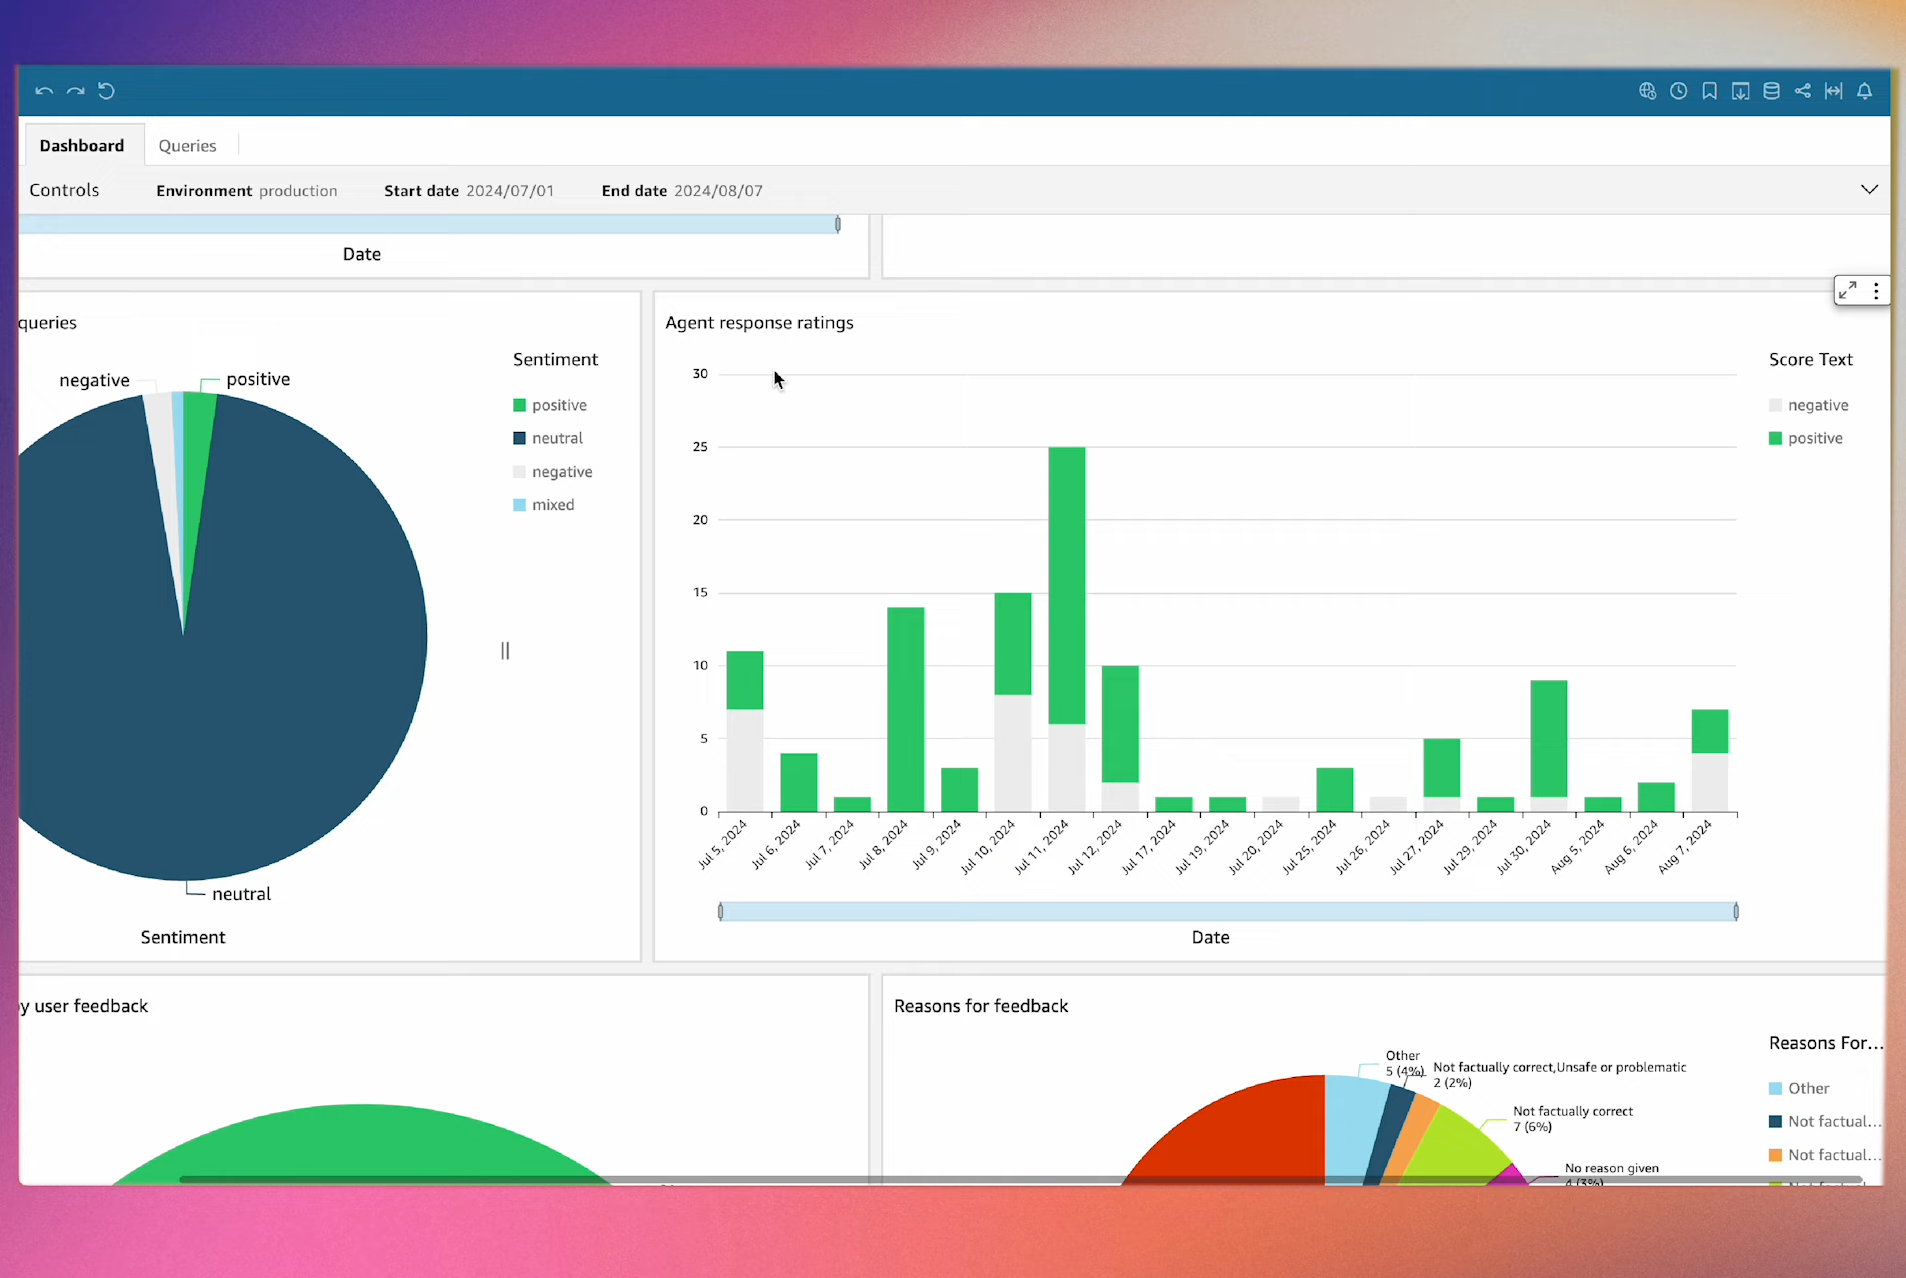 Dashboard
Queries
Controls
Environment production
Start date 2024/07/01
End date 2024/08/07
Date
queries
negative
positive
neutral
Sentiment
Sentiment
positive
neutral
negative
mixed
Agent response ratings
30
25
20
15
10
5
0
Jul 5, 2024
Jul 6, 2024
Jul 7, 2024
Jul 8, 2024
Jul 9, 2024
Jul 10, 2024
Jul 11, 2024
Jul 12, 2024
Jul 17, 2024
Jul 19, 2024
Jul 20, 2024
Jul 25, 2024
Jul 26, 2024
Jul 27, 2024
Jul 29, 2024
Jul 30, 2024
Aug 5, 2024
Aug 6, 2024
Aug 7, 2024
Date
Score Text
negative
positive
y user feedback
Reasons for feedback
Other
5 (4%)
Not factually correct,Unsafe or problematic
2 (2%)
Not factually correct
7 (6%)
No reason given
4 (3%)
Reasons For...
Other
Not factual...
Not factual...